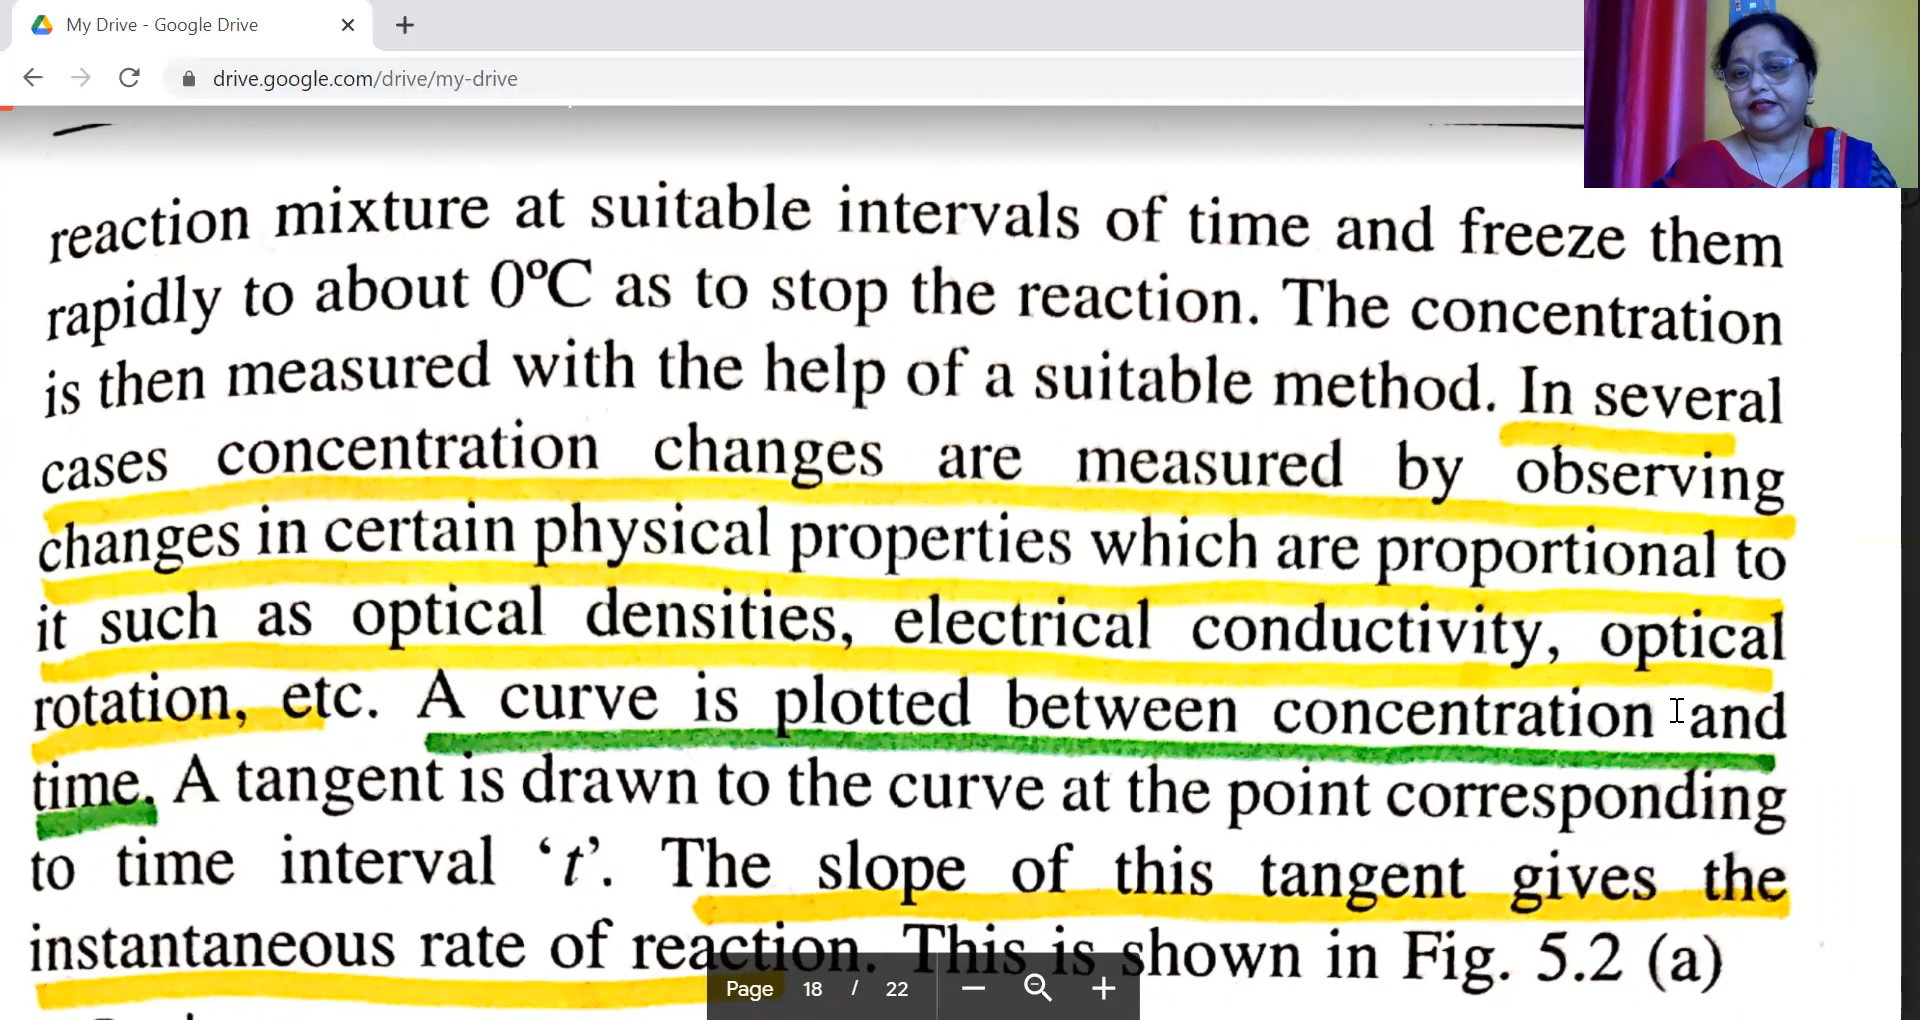 My Drive - Google Drive
drive.google.com/drive/my-drive
reaction mixture at suitable intervals of time and freeze them
rapidly to about 0ºC as to stop the reaction. The concentration
is then measured with the help of a suitable method. In several
cases concentration changes are measured by observing
changes in certain physical properties which are proportional to
it such as optical densities, electrical conductivity, optical
rotation, etc. A curve is plotted between concentration and
time. A tangent is drawn to the curve at the point corresponding
to time interval ‘t’. The slope of this tangent gives the
instantaneous rate of reaction. This is shown in Fig. 5.2 (a)
Page 18 / 22